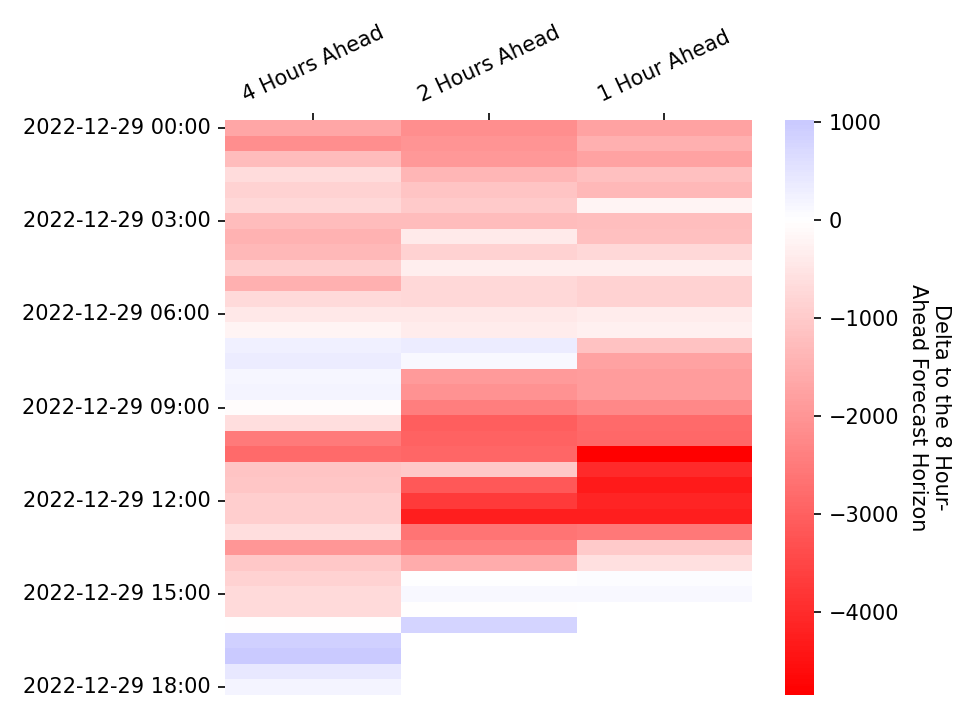 4 Hours Ahead
2 Hours Ahead
1 Hour Ahead
2022-12-29 00:00
2022-12-29 03:00
2022-12-29 06:00
2022-12-29 09:00
2022-12-29 12:00
2022-12-29 15:00
2022-12-29 18:00
1000
0
−1000
−2000
−3000
−4000
Delta to the 8 Hour-
Ahead Forecast Horizon